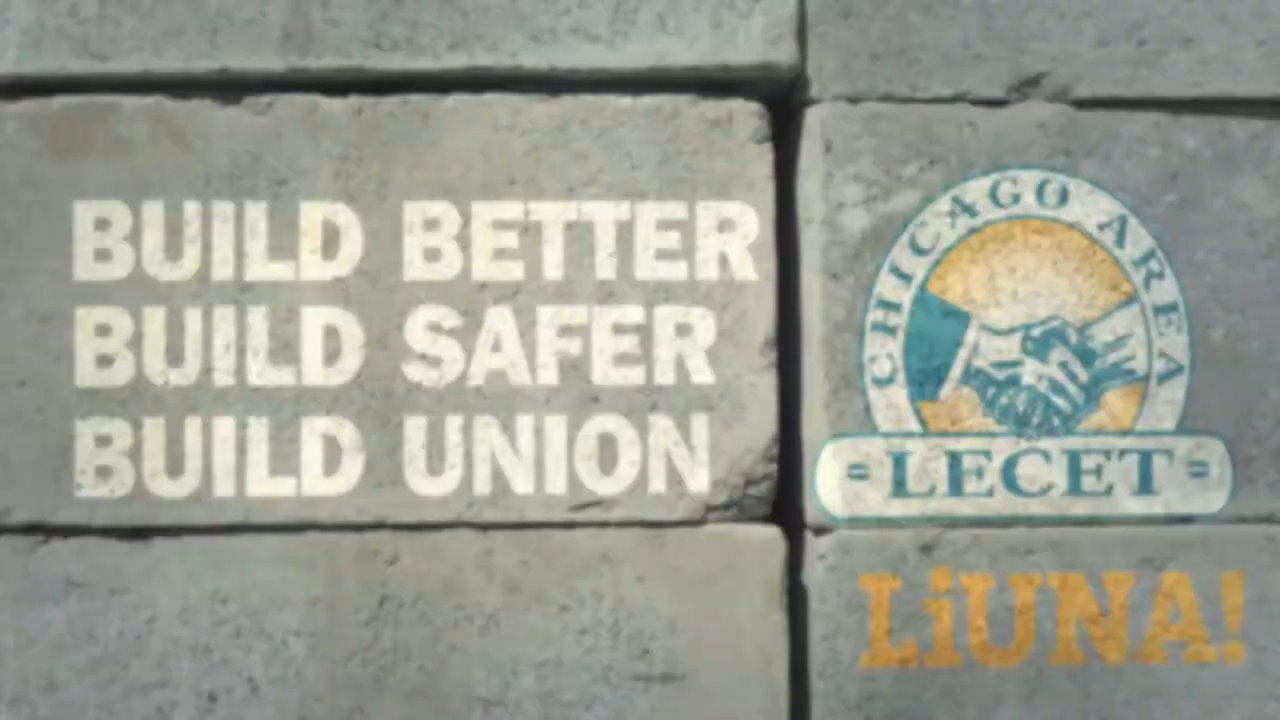 BUILD BETTER
BUILD SAFER
BUILD UNION
CHICAGO AREA
=LECET=
LiUNA!